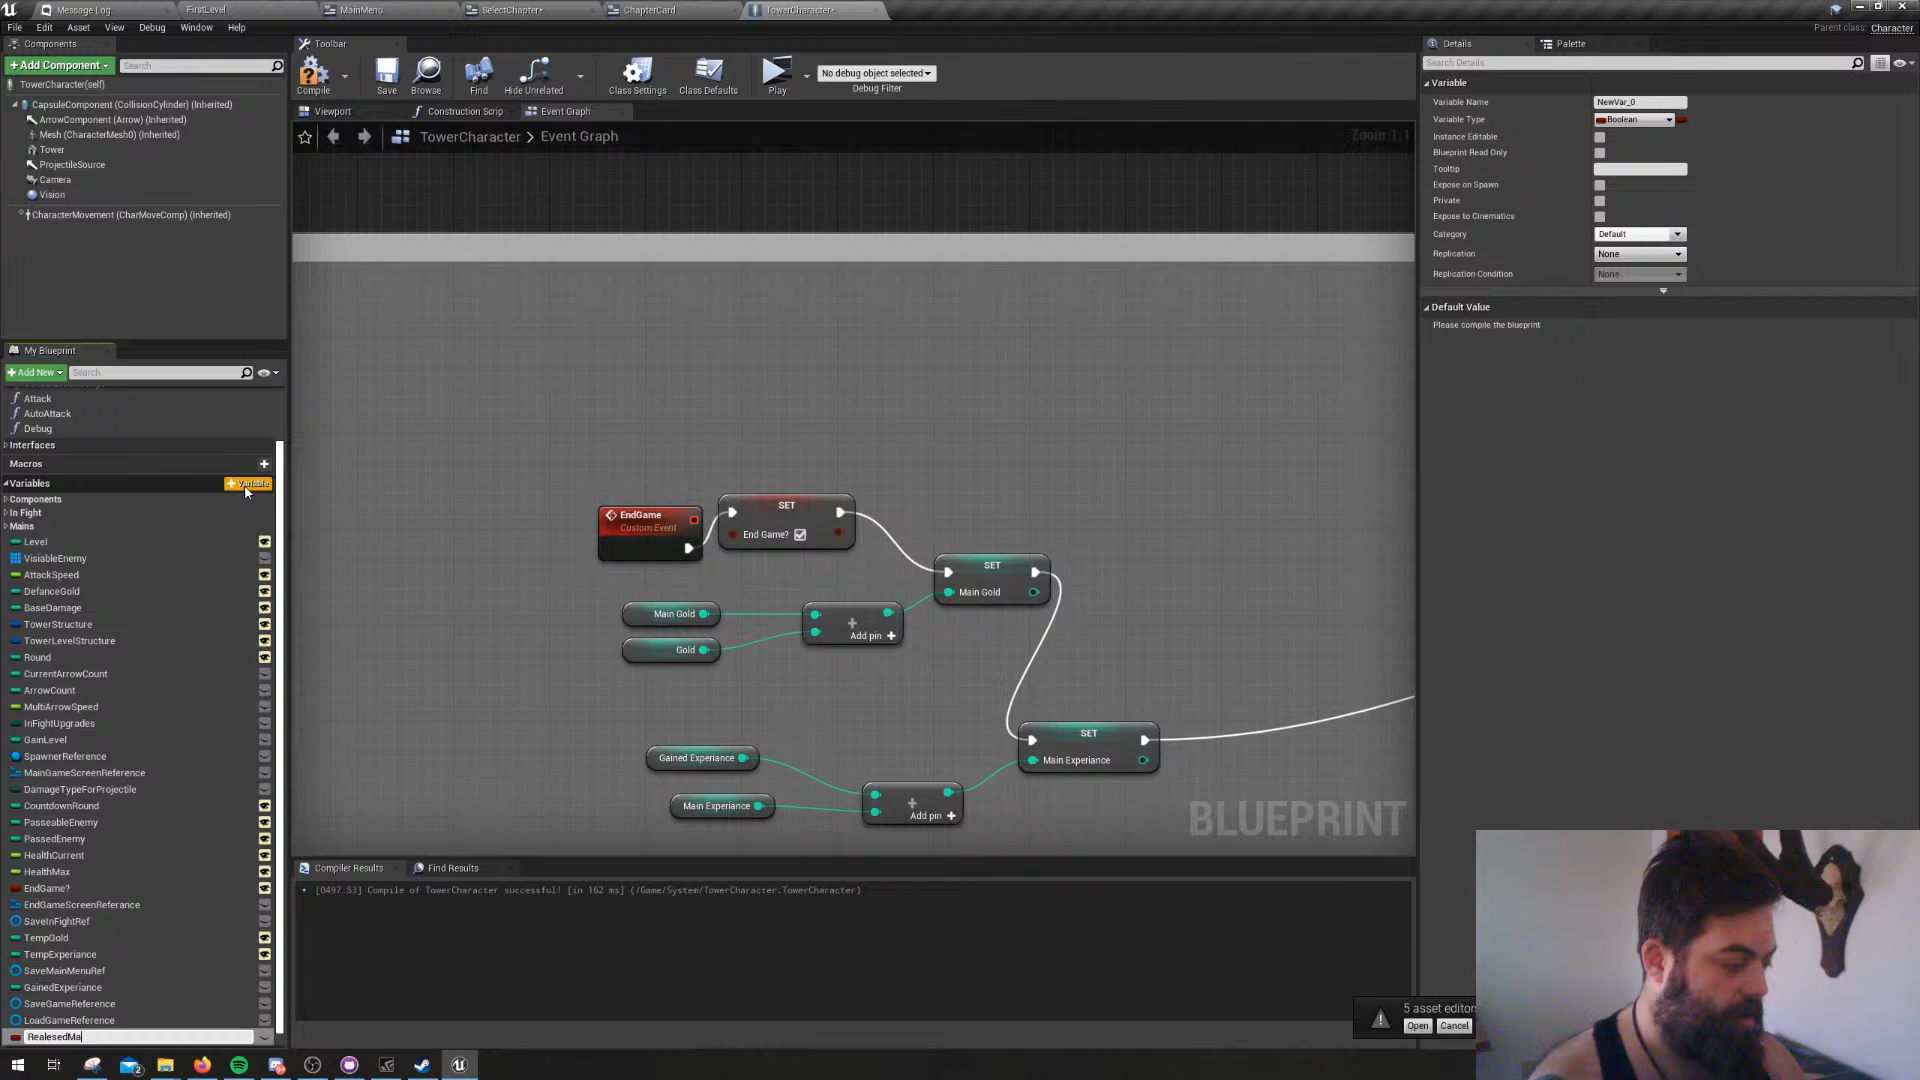 Message Log
FirstLevel
MainMenu
SelectChapter*
ChapterCard
TowerCharacter*
File Edit Asset View Debug Window Help
Parent class: Character
Components
Toolbar
Details
Palette
+ Add Component
Search
Search Details
TowerCharacter(self)
CapsuleComponent (CollisionCylinder) (Inherited)
ArrowComponent (Arrow) (Inherited)
Mesh (CharacterMesh0) (Inherited)
Tower
ProjectileSource
Camera
Vision
CharacterMovement (CharMoveComp) (Inherited)
Compile
Save
Browse
Find
Hide Unrelated
Class Settings
Class Defaults
Play
No debug object selected
Debug Filter
Viewport
Construction Scrip
Event Graph
TowerCharacter > Event Graph
Zoom 1:1
Variable
Variable Name NewVar_0
Variable Type Boolean
Instance Editable
Blueprint Read Only
Tooltip
Expose on Spawn
Private
Expose to Cinematics
Category Default
Replication None
Replication Condition None
Default Value
Please compile the blueprint
My Blueprint
+ Add New
Search
Attack
AutoAttack
Debug
Interfaces
Macros
Variables
+ Variable
Components
In Fight
Mains
Level
VisiableEnemy
AttackSpeed
DefanceGold
BaseDamage
TowerStructure
TowerLevelStructure
Round
CurrentArrowCount
ArrowCount
MultiArrowSpeed
InFightUpgrades
GainLevel
SpawnerReference
MainGameScreenReference
DamageTypeForProjectile
CountdownRound
PasseableEnemy
PassedEnemy
HealthCurrent
HealthMax
EndGame?
EndGameScreenReferance
SaveInFightRef
TempGold
TempExperiance
SaveMainMenuRef
GainedExperiance
SaveGameReference
LoadGameReference
RealesedMa
EndGame
Custom Event
SET
End Game?
SET
Main Gold
Main Gold
Gold
Add pin +
SET
Main Experiance
Gained Experiance
Main Experiance
Add pin +
BLUEPRINT
Compiler Results
Find Results
[0497.53] Compile of TowerCharacter successful! [in 162 ms] (/Game/System/TowerCharacter.TowerCharacter)
5 asset editors
Open
Cancel